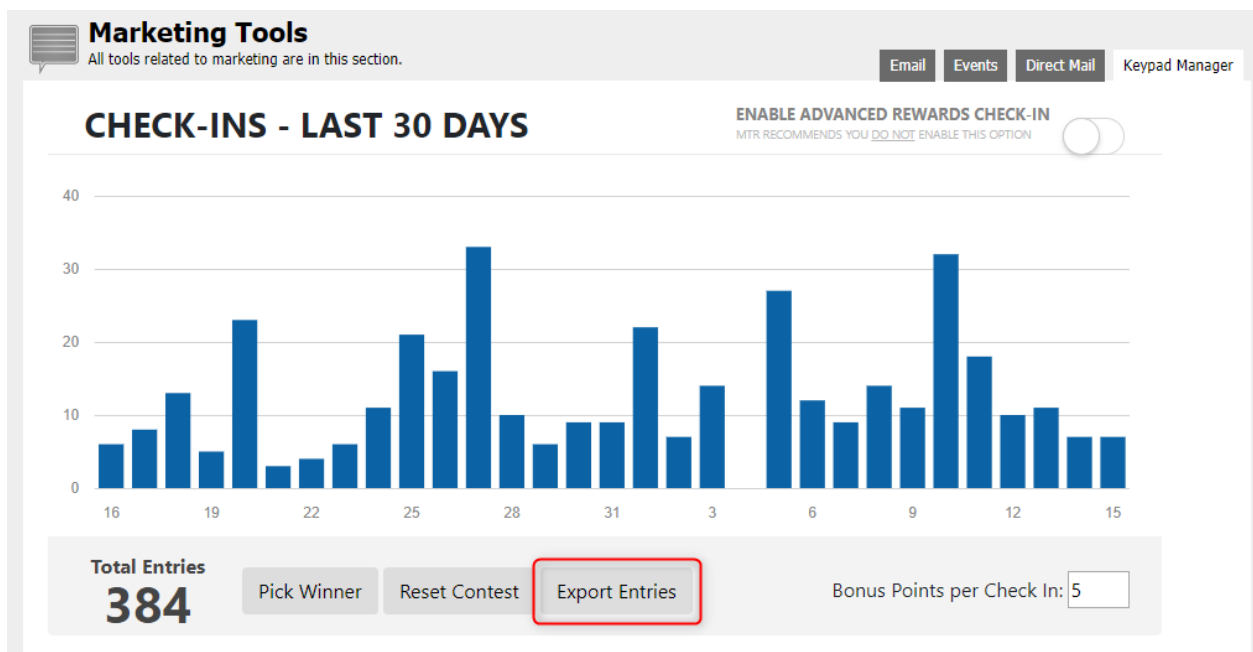 Marketing Tools
All tools related to marketing are in this section.
Email Events Direct Mail Keypad Manager
CHECK-INS - LAST 30 DAYS
ENABLE ADVANCED REWARDS CHECK-IN
MTR RECOMMENDS YOU DO NOT ENABLE THIS OPTION
40
30
20
10
0
16 19 22 25 28 31 3 6 9 12 15
Total Entries
384
Pick Winner Reset Contest Export Entries
Bonus Points per Check In: 5